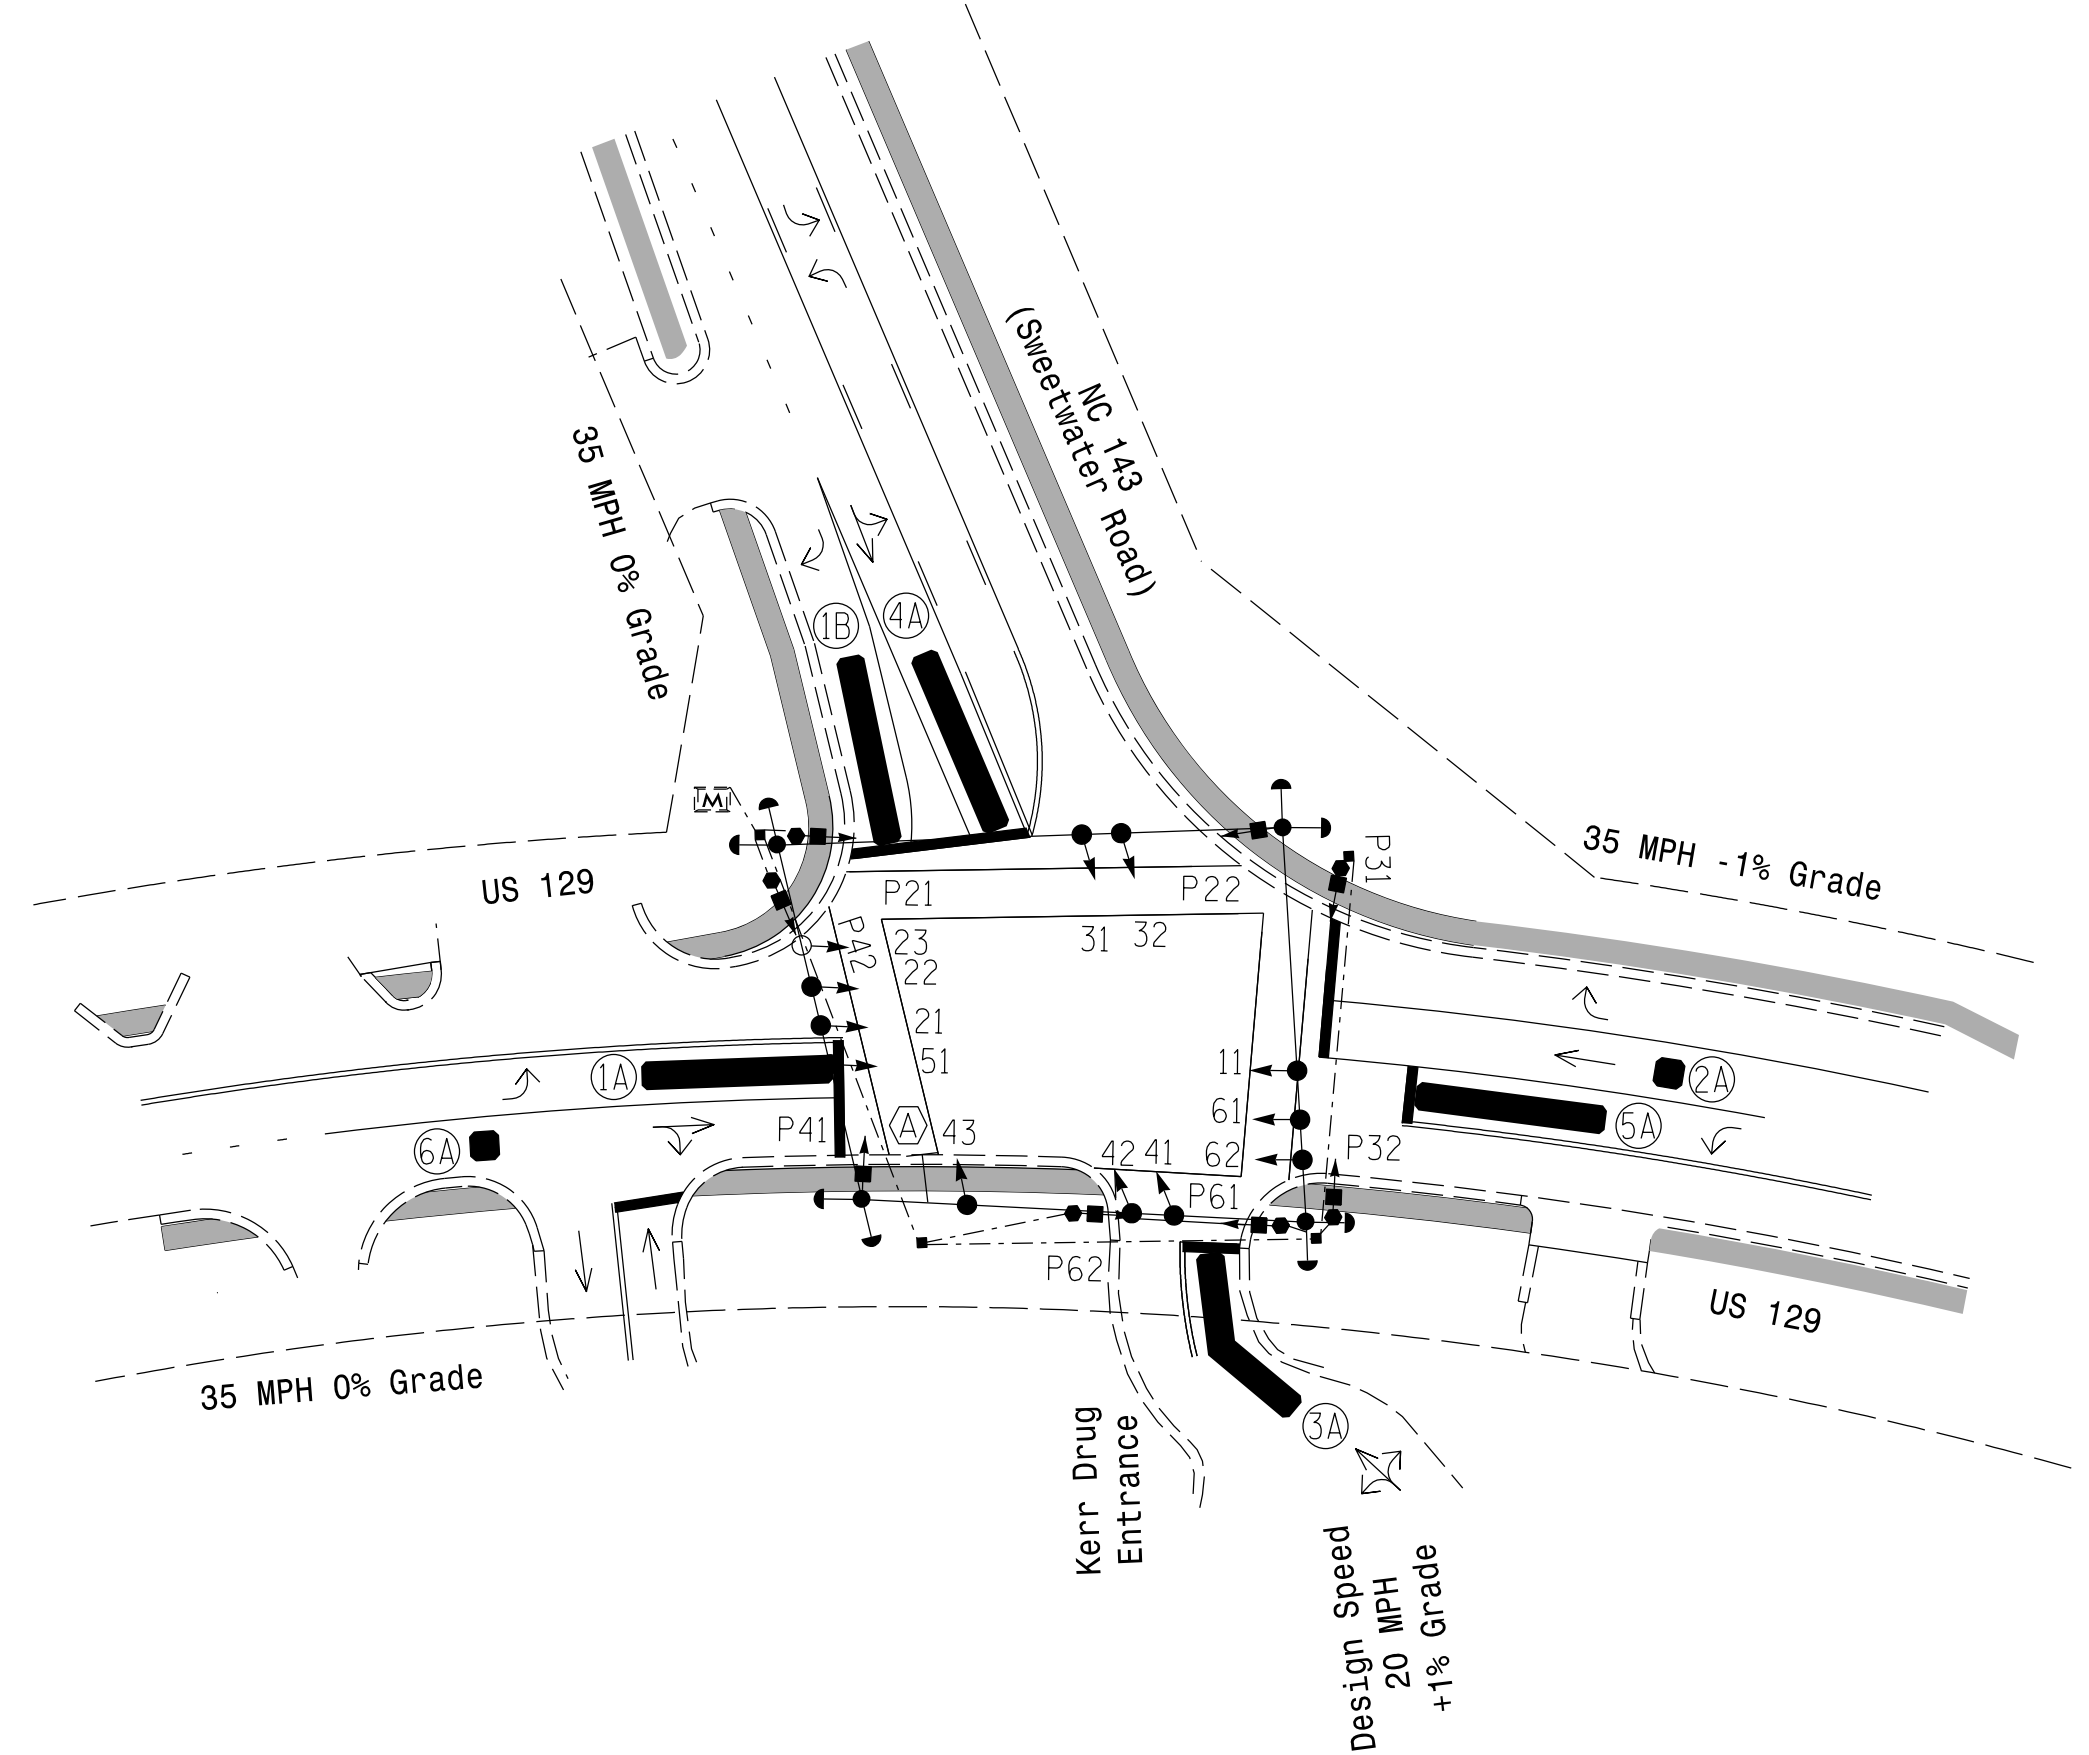 NC 143
(Sweetwater Road)
35 MPH 0% Grade
1B
4A
M
P31
35 MPH -1% Grade
US 129
P21
P22
P42
23
31
32
22
21
51
11
1A
2A
61
5A
P41
A
43
6A
42
41
62
P32
P61
P62
US 129
35 MPH 0% Grade
3A
Kerr Drug
Entrance
Design Speed
20 MPH
+1% Grade